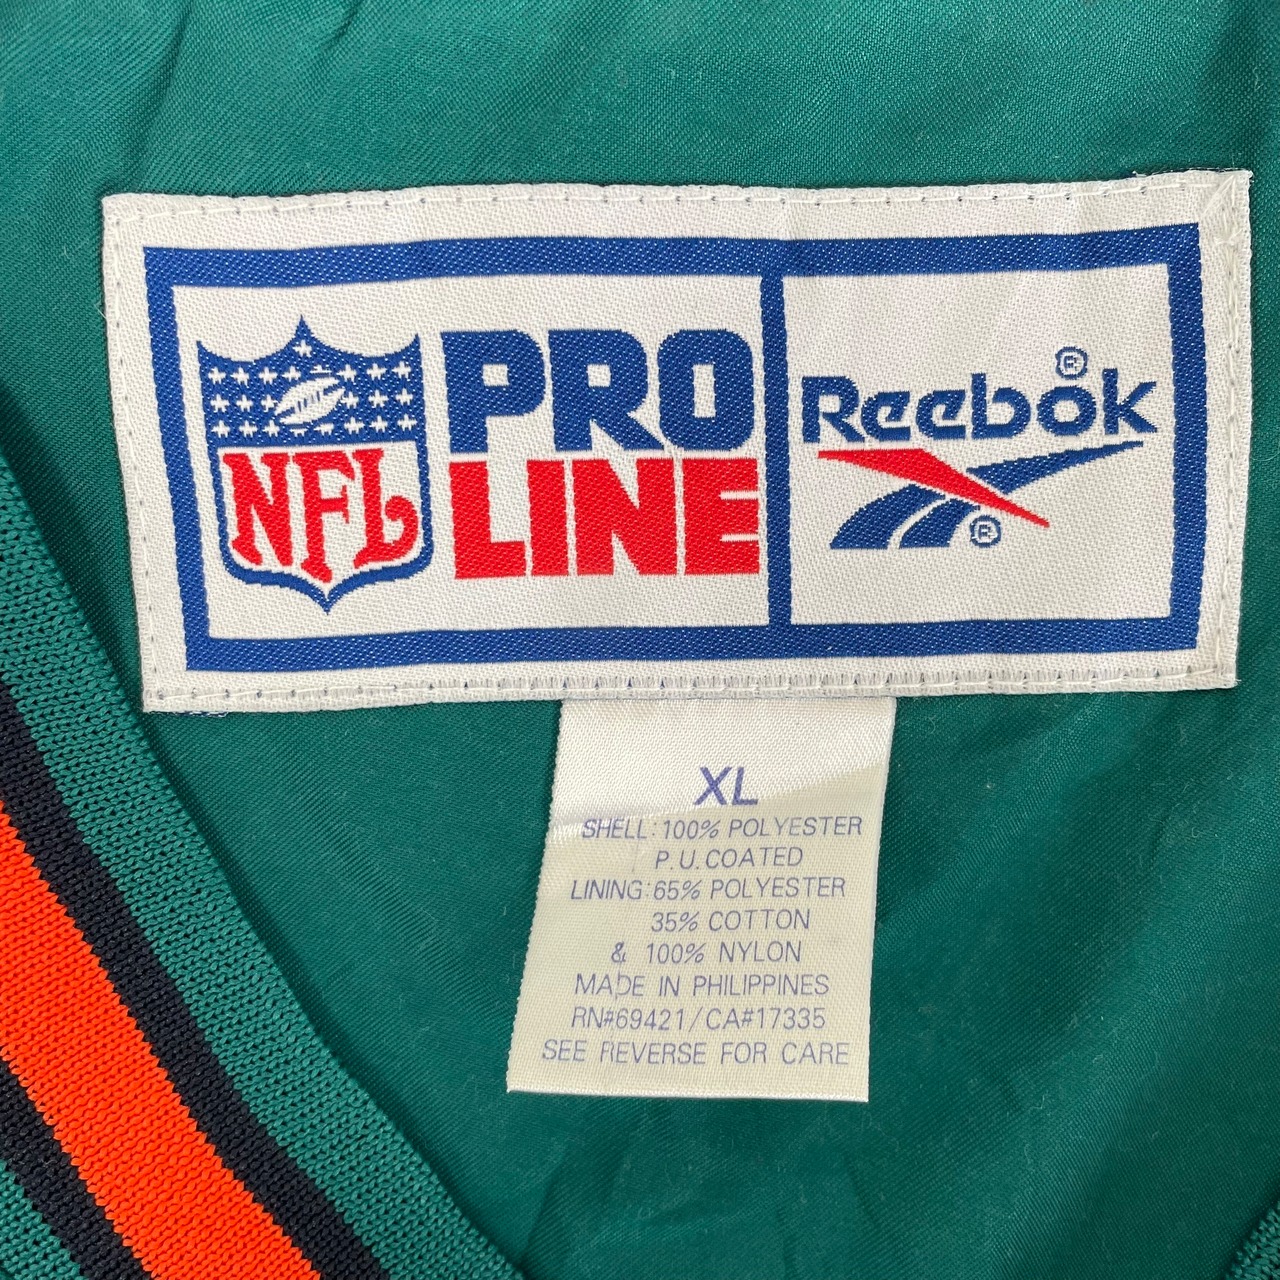 NFL
PRO
LINE
Reebok ®
®
XL
SHELL: 100% POLYESTER
P.U.COATED
LINING: 65% POLYESTER
35% COTTON
& 100% NYLON
MADE IN PHILIPPINES
RN#69421/CA#17335
SEE REVERSE FOR CARE